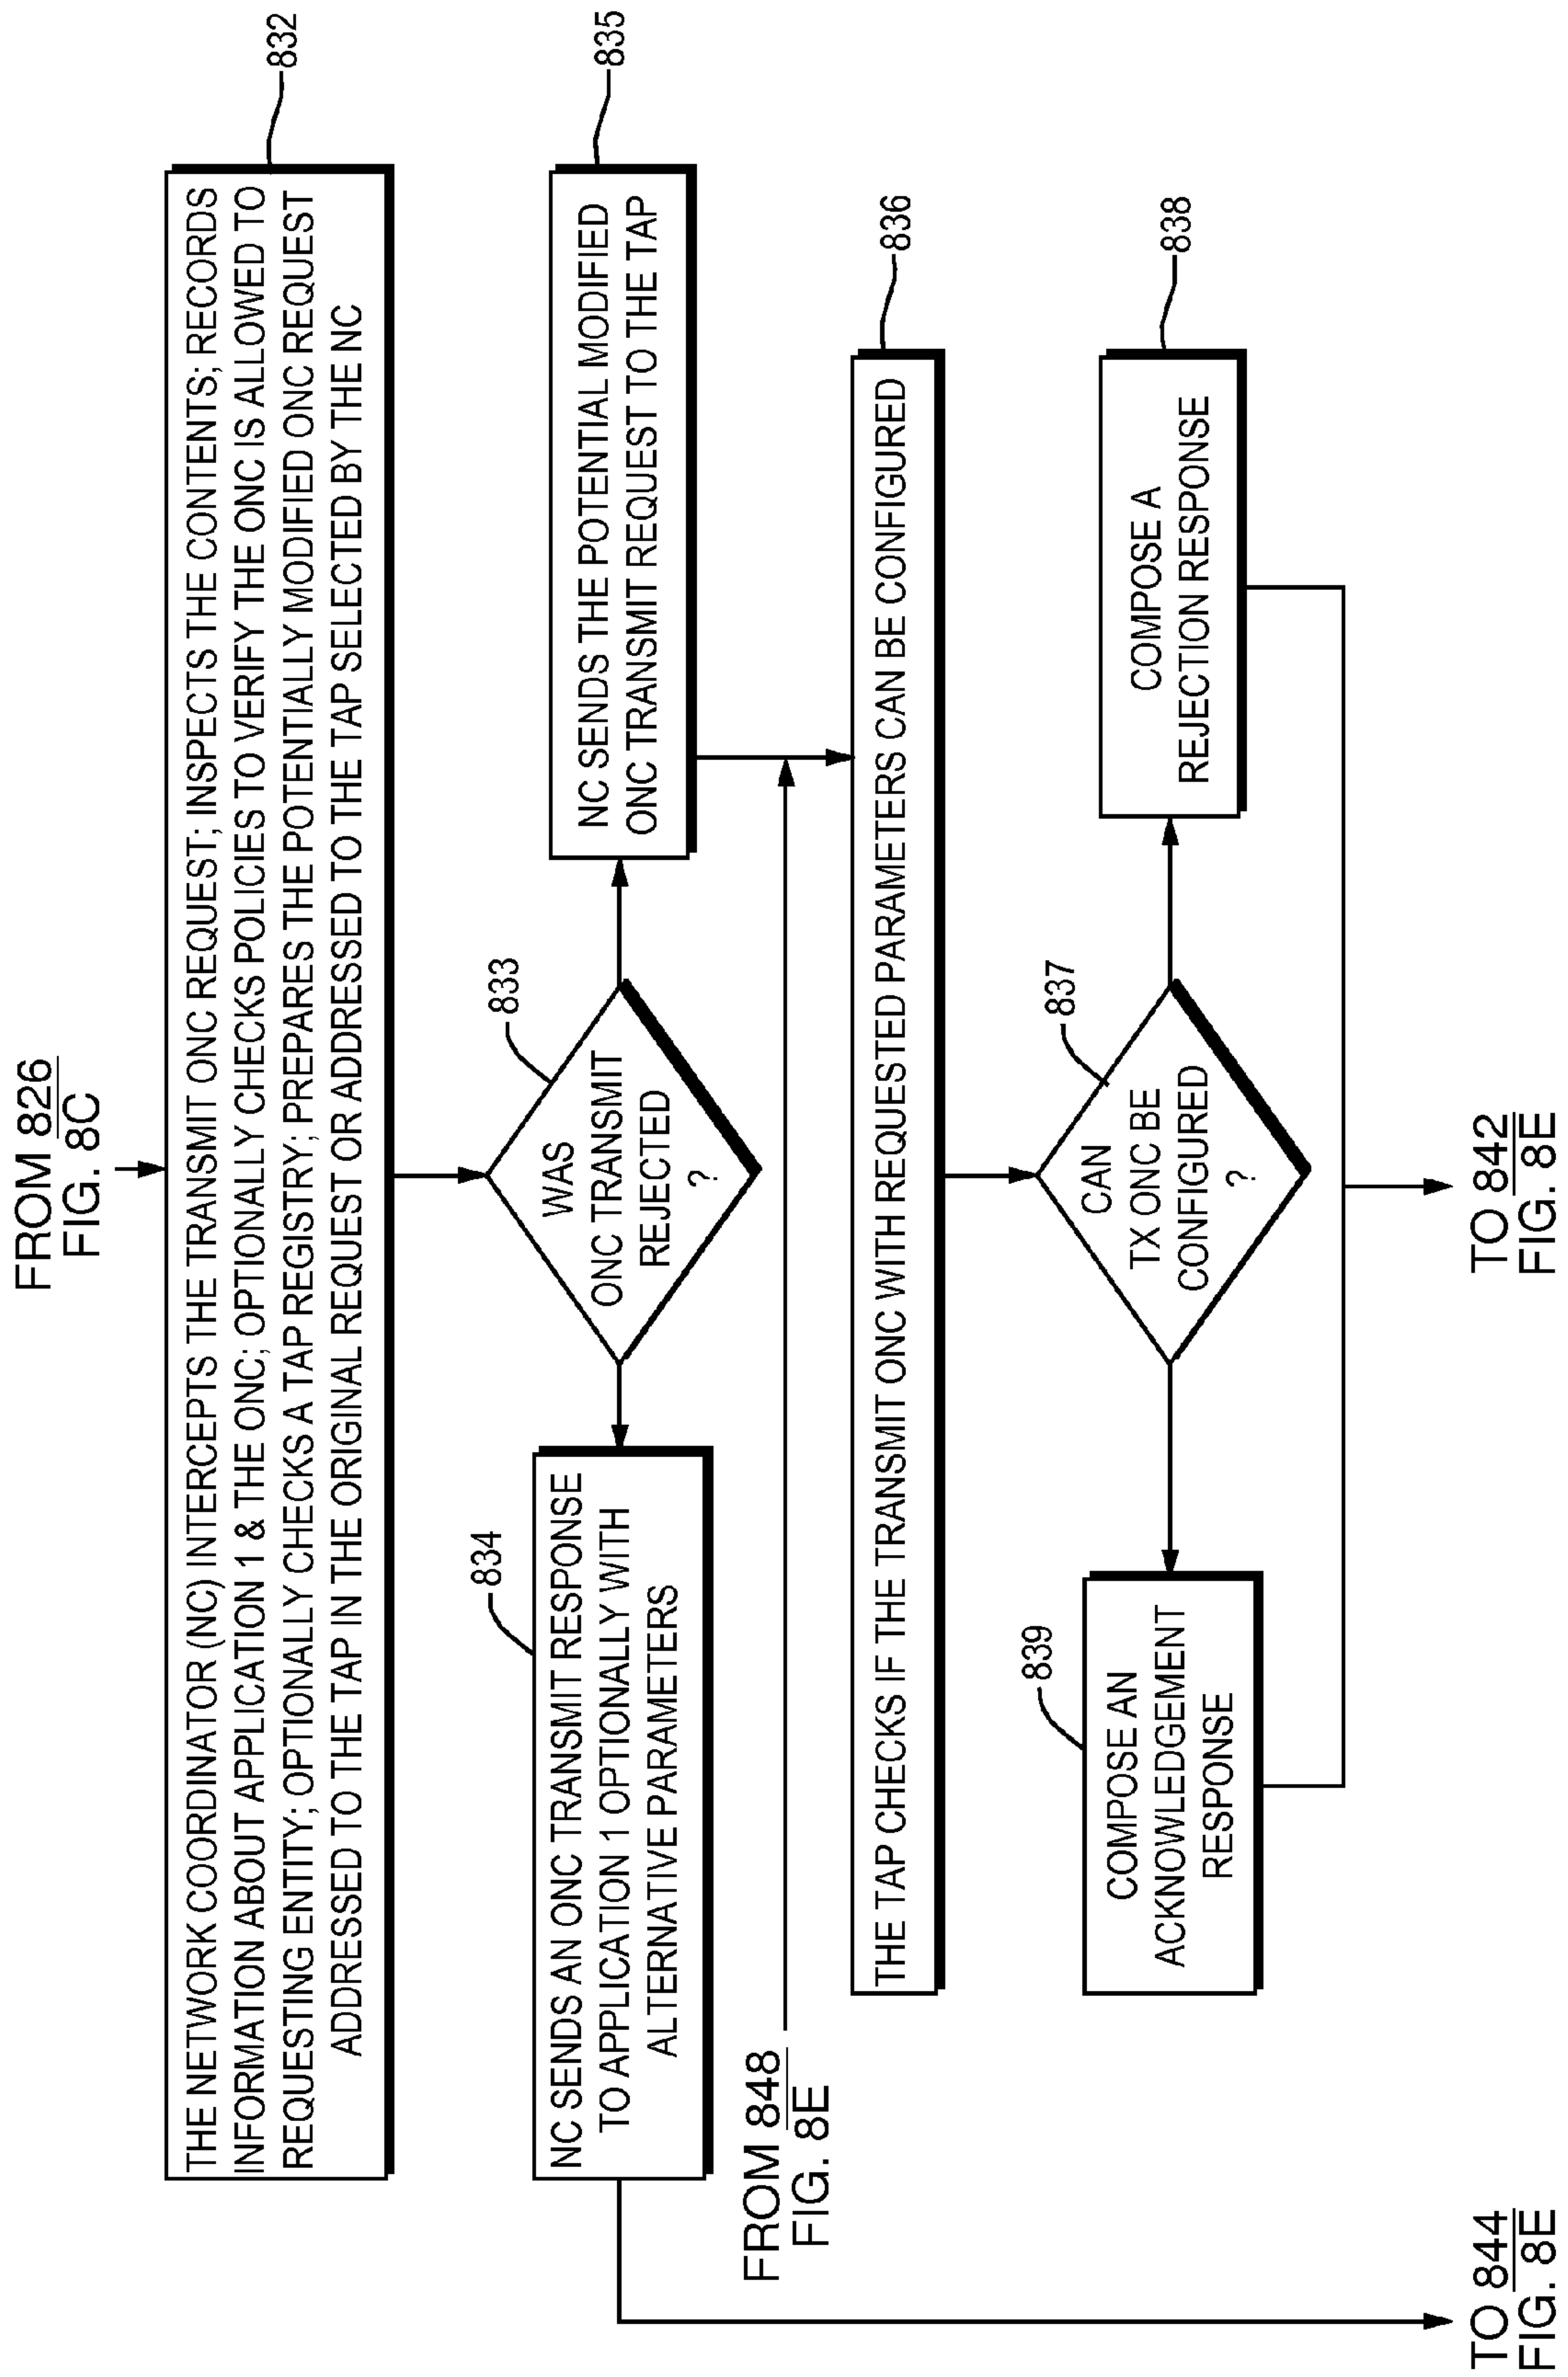 FROM 826
FIG. 8C
832
THE NETWORK COORDINATOR (NC) INTERCEPTS THE TRANSMIT ONC REQUEST; INSPECTS THE CONTENTS; RECORDS
INFORMATION ABOUT APPLICATION 1 & THE ONC; OPTIONALLY CHECKS POLICIES TO VERIFY THE ONC IS ALLOWED TO
REQUESTING ENTITY; OPTIONALLY CHECKS A TAP REGISTRY; PREPARES THE POTENTIALLY MODIFIED ONC REQUEST
ADDRESSED TO THE TAP IN THE ORIGINAL REQUEST OR ADDRESSED TO THE TAP SELECTED BY THE NC
833
WAS
ONC TRANSMIT
REJECTED
?
834
NC SENDS AN ONC TRANSMIT RESPONSE
TO APPLICATION 1 OPTIONALLY WITH
ALTERNATIVE PARAMETERS
835
NC SENDS THE POTENTIAL MODIFIED
ONC TRANSMIT REQUEST TO THE TAP
FROM 848
FIG. 8E
836
THE TAP CHECKS IF THE TRANSMIT ONC WITH REQUESTED PARAMETERS CAN BE CONFIGURED
837
CAN
TX ONC BE
CONFIGURED
?
839
COMPOSE AN
ACKNOWLEDGEMENT
RESPONSE
838
COMPOSE A
REJECTION RESPONSE
TO 844
FIG. 8E
TO 842
FIG. 8E